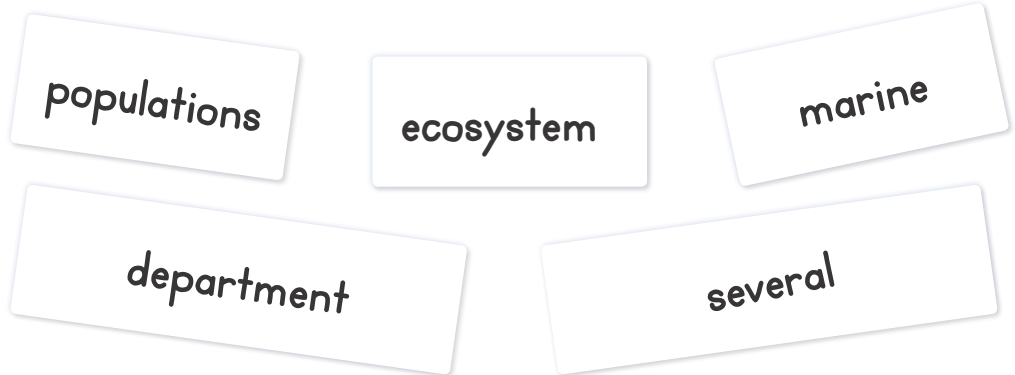 populations
ecosystem
marine
department
several